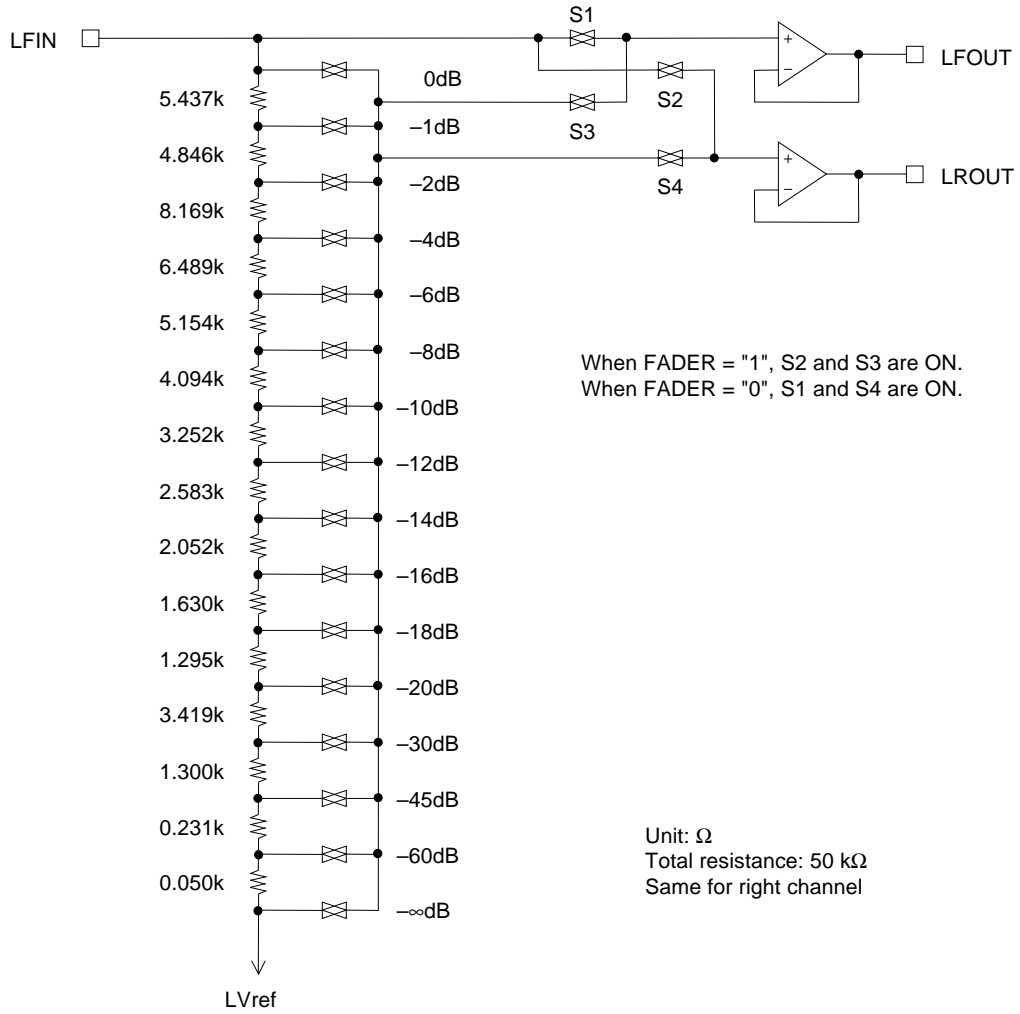 S1
LFIN
LFOUT
0dB
5.437k
S2
S3
–1dB
4.846k
LROUT
–2dB
S4
8.169k
–4dB
6.489k
–6dB
5.154k
–8dB
When FADER = "1", S2 and S3 are ON.
4.094k
When FADER = "0", S1 and S4 are ON.
–10dB
3.252k
–12dB
2.583k
–14dB
2.052k
–16dB
1.630k
–18dB
1.295k
–20dB
3.419k
–30dB
1.300k
–45dB
0.231k
Unit: Ω
–60dB
Total resistance: 50 kΩ
0.050k
Same for right channel
–∞dB
LVref